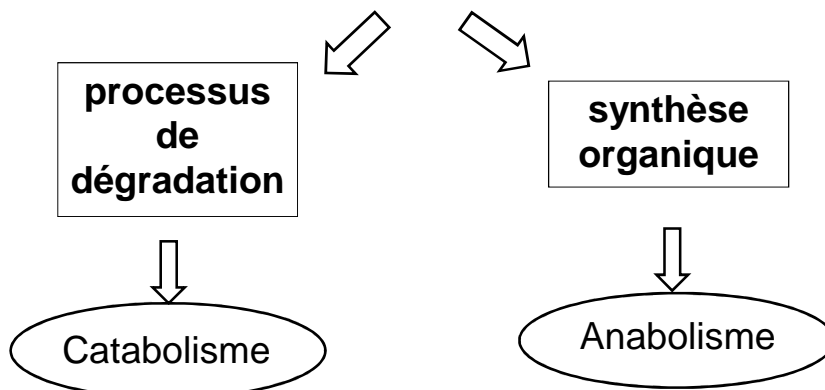 processus
de
dégradation
synthèse
organique
Catabolisme
Anabolisme